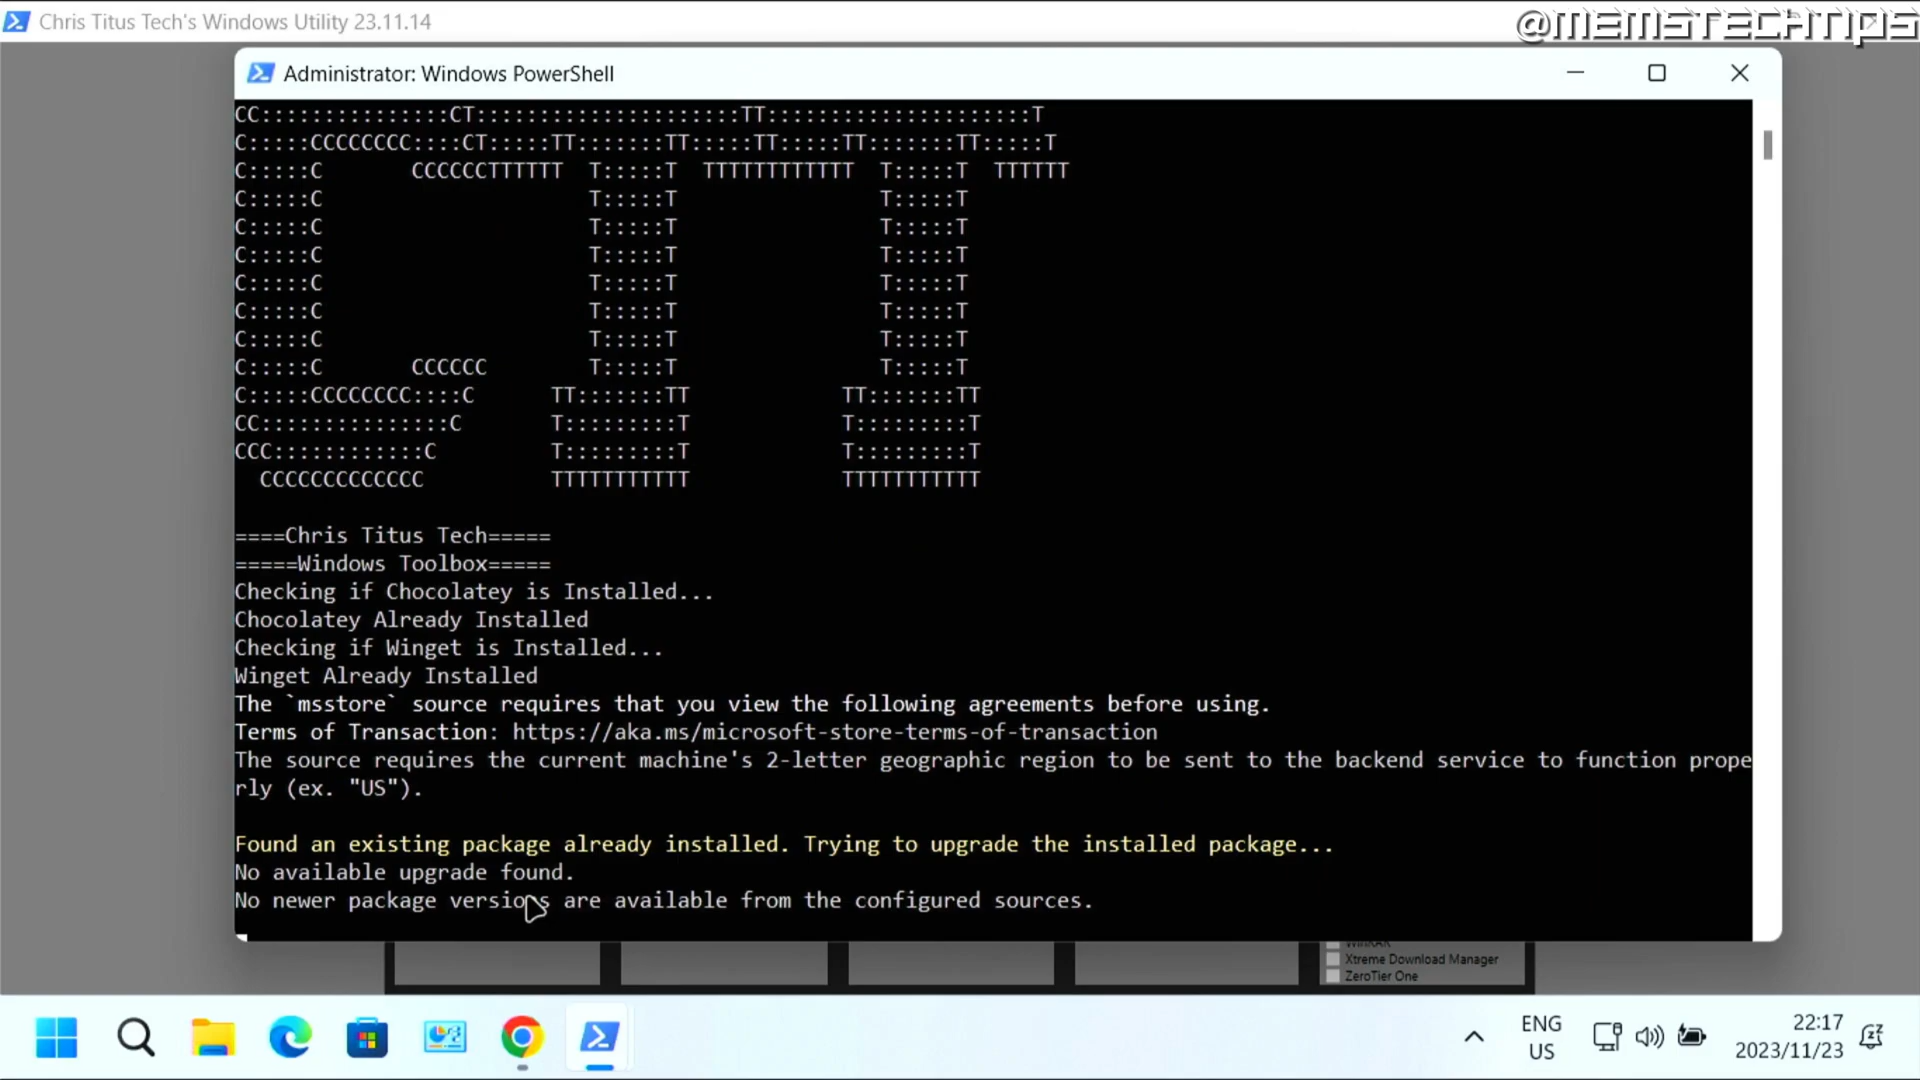 Chris Titus Tech's Windows Utility 23.11.14
@MEMSTECHTIPS
Administrator: Windows PowerShell
CC:::::::::::::::CT:::::::::::::::::::::TT:::::::::::::::::::::T
C:::::CCCCCCCC::::CT:::::TT:::::::TT:::::TT:::::TT:::::::TT:::::T
C:::::C       CCCCCCTTTTTT  T:::::T  TTTTTTTTTTTT  T:::::T  TTTTTT
C:::::C                     T:::::T                T:::::T
C:::::C                     T:::::T                T:::::T
C:::::C                     T:::::T                T:::::T
C:::::C                     T:::::T                T:::::T
C:::::C                     T:::::T                T:::::T
C:::::C                     T:::::T                T:::::T
C:::::C       CCCCCC        T:::::T                T:::::T
C:::::CCCCCCCC::::C      TT:::::::TT            TT:::::::TT
CC:::::::::::::::C       T:::::::::T            T:::::::::T
CCC::::::::::::C         T:::::::::T            T:::::::::T
  CCCCCCCCCCCCC          TTTTTTTTTTT            TTTTTTTTTTT
====Chris Titus Tech=====
=====Windows Toolbox=====
Checking if Chocolatey is Installed...
Chocolatey Already Installed
Checking if Winget is Installed...
Winget Already Installed
The `msstore` source requires that you view the following agreements before using.
Terms of Transaction: https://aka.ms/microsoft-store-terms-of-transaction
The source requires the current machine's 2-letter geographic region to be sent to the backend service to function prope
rly (ex. "US").
Found an existing package already installed. Trying to upgrade the installed package...
No available upgrade found.
No newer package versions are available from the configured sources.
WinRAR
Xtreme Download Manager
ZeroTier One
ENG
US
22:17
2023/11/23